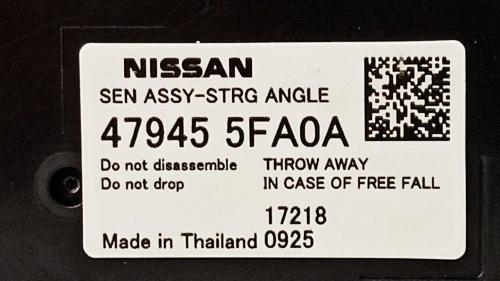 NISSAN
SEN ASSY-STRG ANGLE
47945 5FA0A
Do not disassemble THROW AWAY
Do not drop IN CASE OF FREE FALL
17218
Made in Thailand 0925